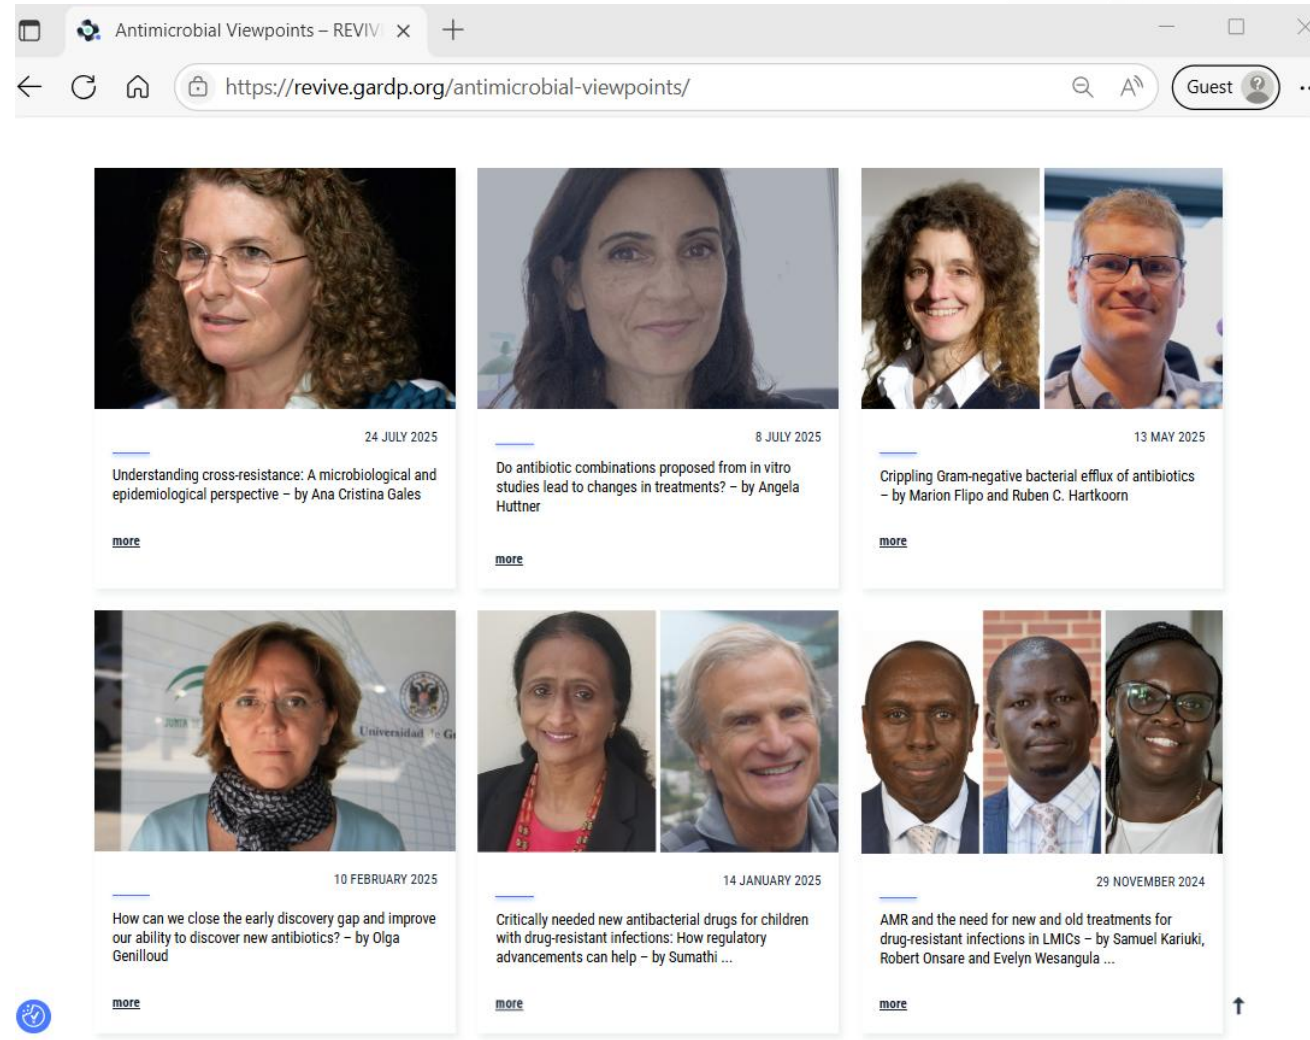 Antimicrobial Viewpoints – REVIV
https://revive.gardp.org/antimicrobial-viewpoints/
Guest
24 JULY 2025
Understanding cross-resistance: A microbiological and
epidemiological perspective – by Ana Cristina Gales
more
8 JULY 2025
Do antibiotic combinations proposed from in vitro
studies lead to changes in treatments? – by Angela
Huttner
more
13 MAY 2025
Crippling Gram-negative bacterial efflux of antibiotics
– by Marion Flipo and Ruben C. Hartkoorn
more
JUNTA
Universidad de Gr
10 FEBRUARY 2025
How can we close the early discovery gap and improve
our ability to discover new antibiotics? – by Olga
Genilloud
more
14 JANUARY 2025
Critically needed new antibacterial drugs for children
with drug-resistant infections: How regulatory
advancements can help – by Sumathi ...
more
29 NOVEMBER 2024
AMR and the need for new and old treatments for
drug-resistant infections in LMICs – by Samuel Kariuki,
Robert Onsare and Evelyn Wesangula ...
more